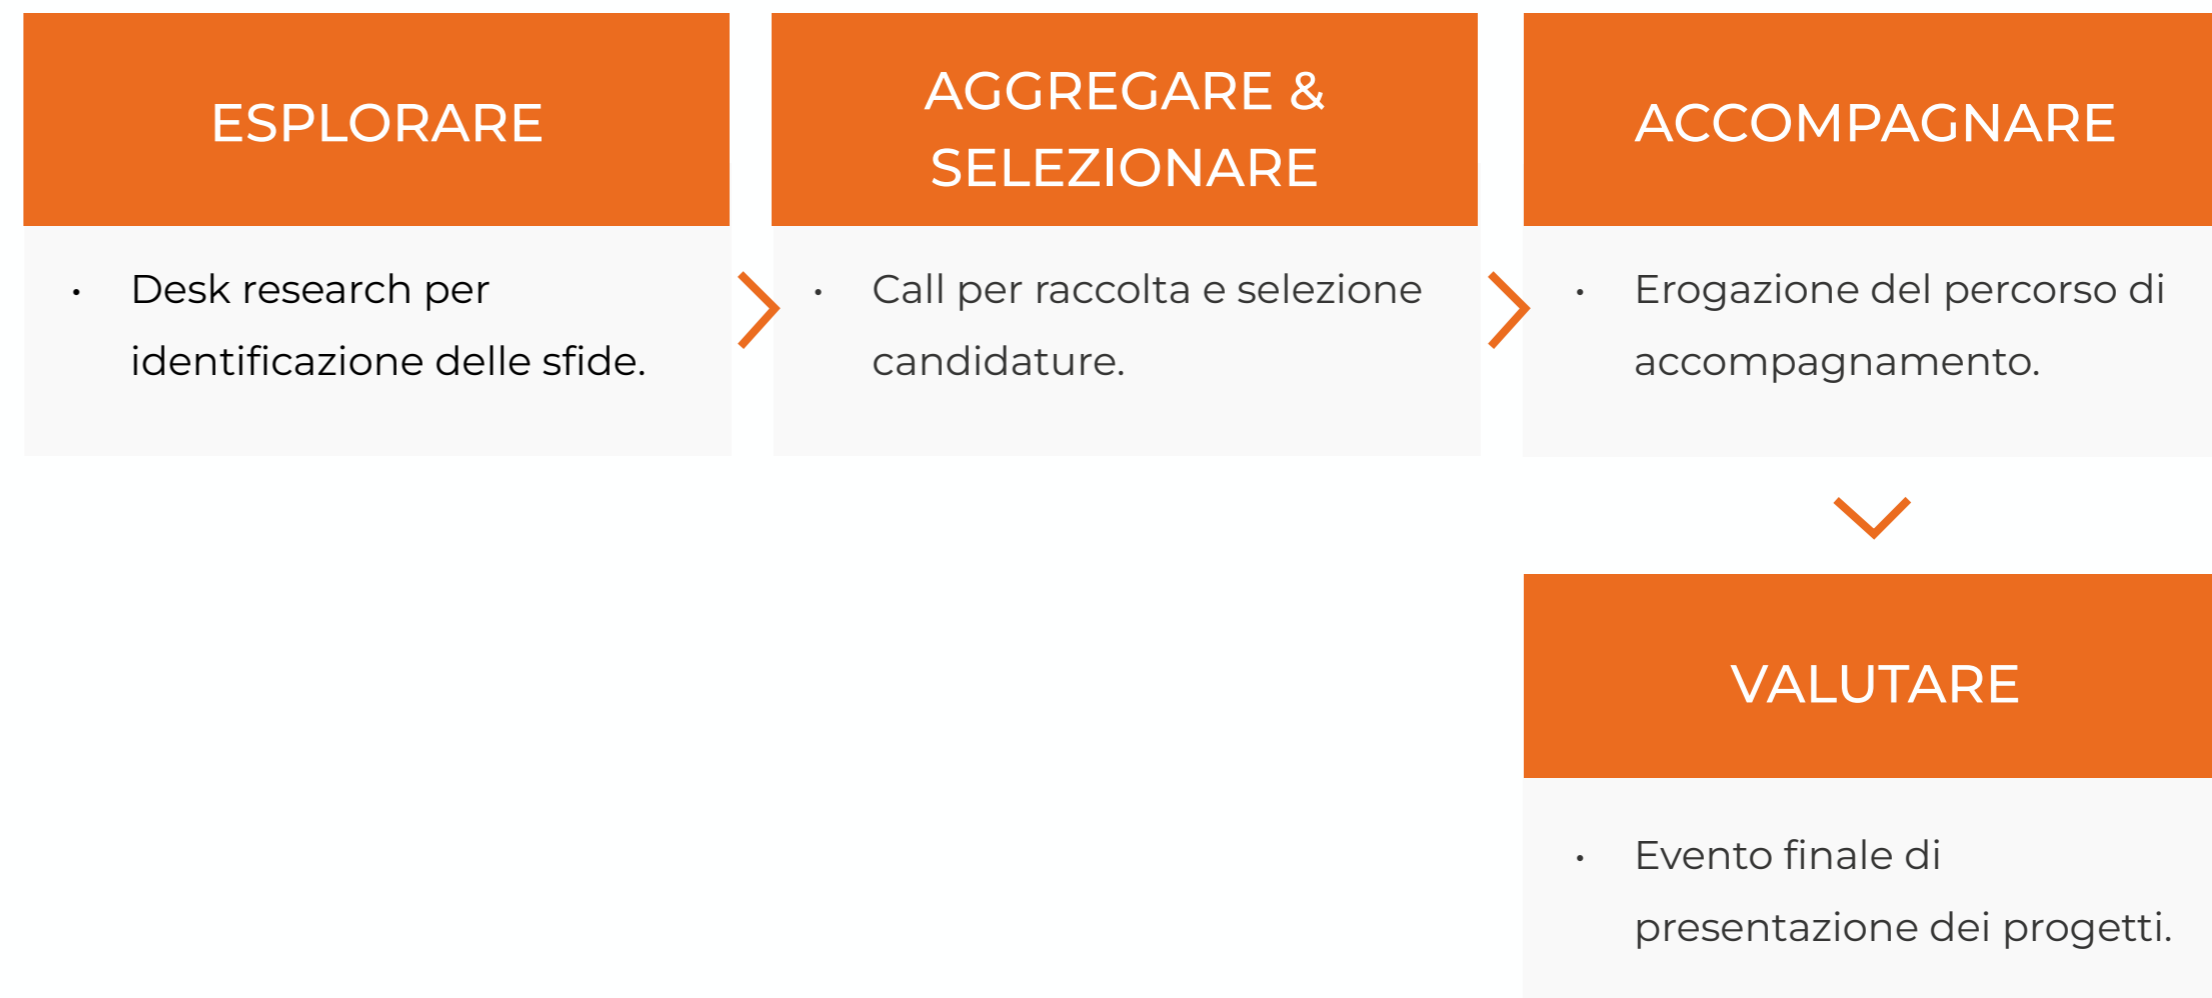 ESPLORARE
• Desk research per
identificazione delle sfide.
AGGREGARE &
SELEZIONARE
• Call per raccolta e selezione
candidature.
ACCOMPAGNARE
• Erogazione del percorso di
accompagnamento.
VALUTARE
• Evento finale di
presentazione dei progetti.